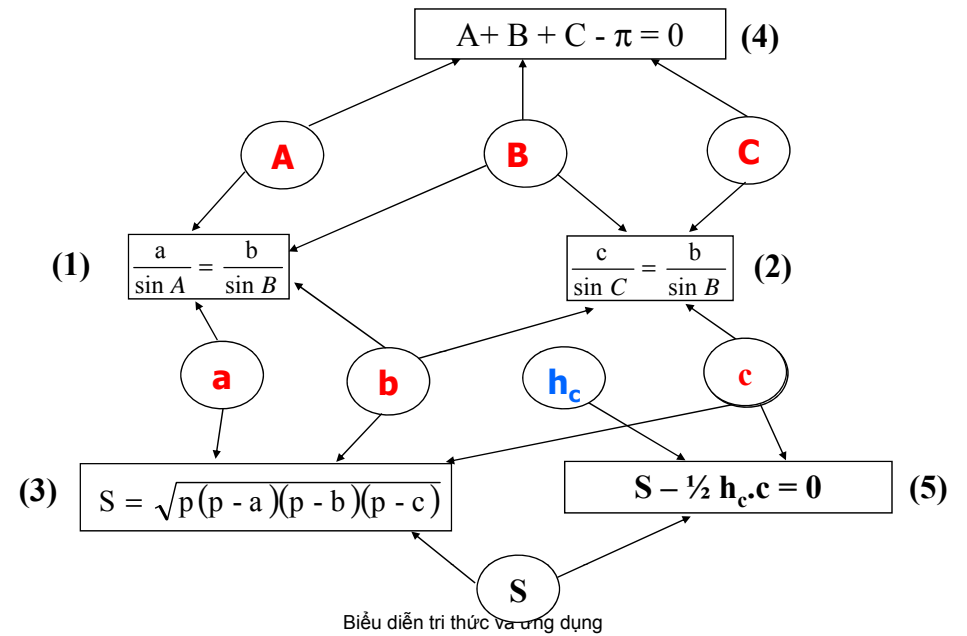 A+ B + C - π = 0 (4)
A B C
(1) a/sin A = b/sin B c/sin C = b/sin B (2)
a b h_c c
(3) S = √p(p - a)(p - b)(p - c) S – ½ h_c.c = 0 (5)
S
Biểu diễn tri thức và ứng dụng